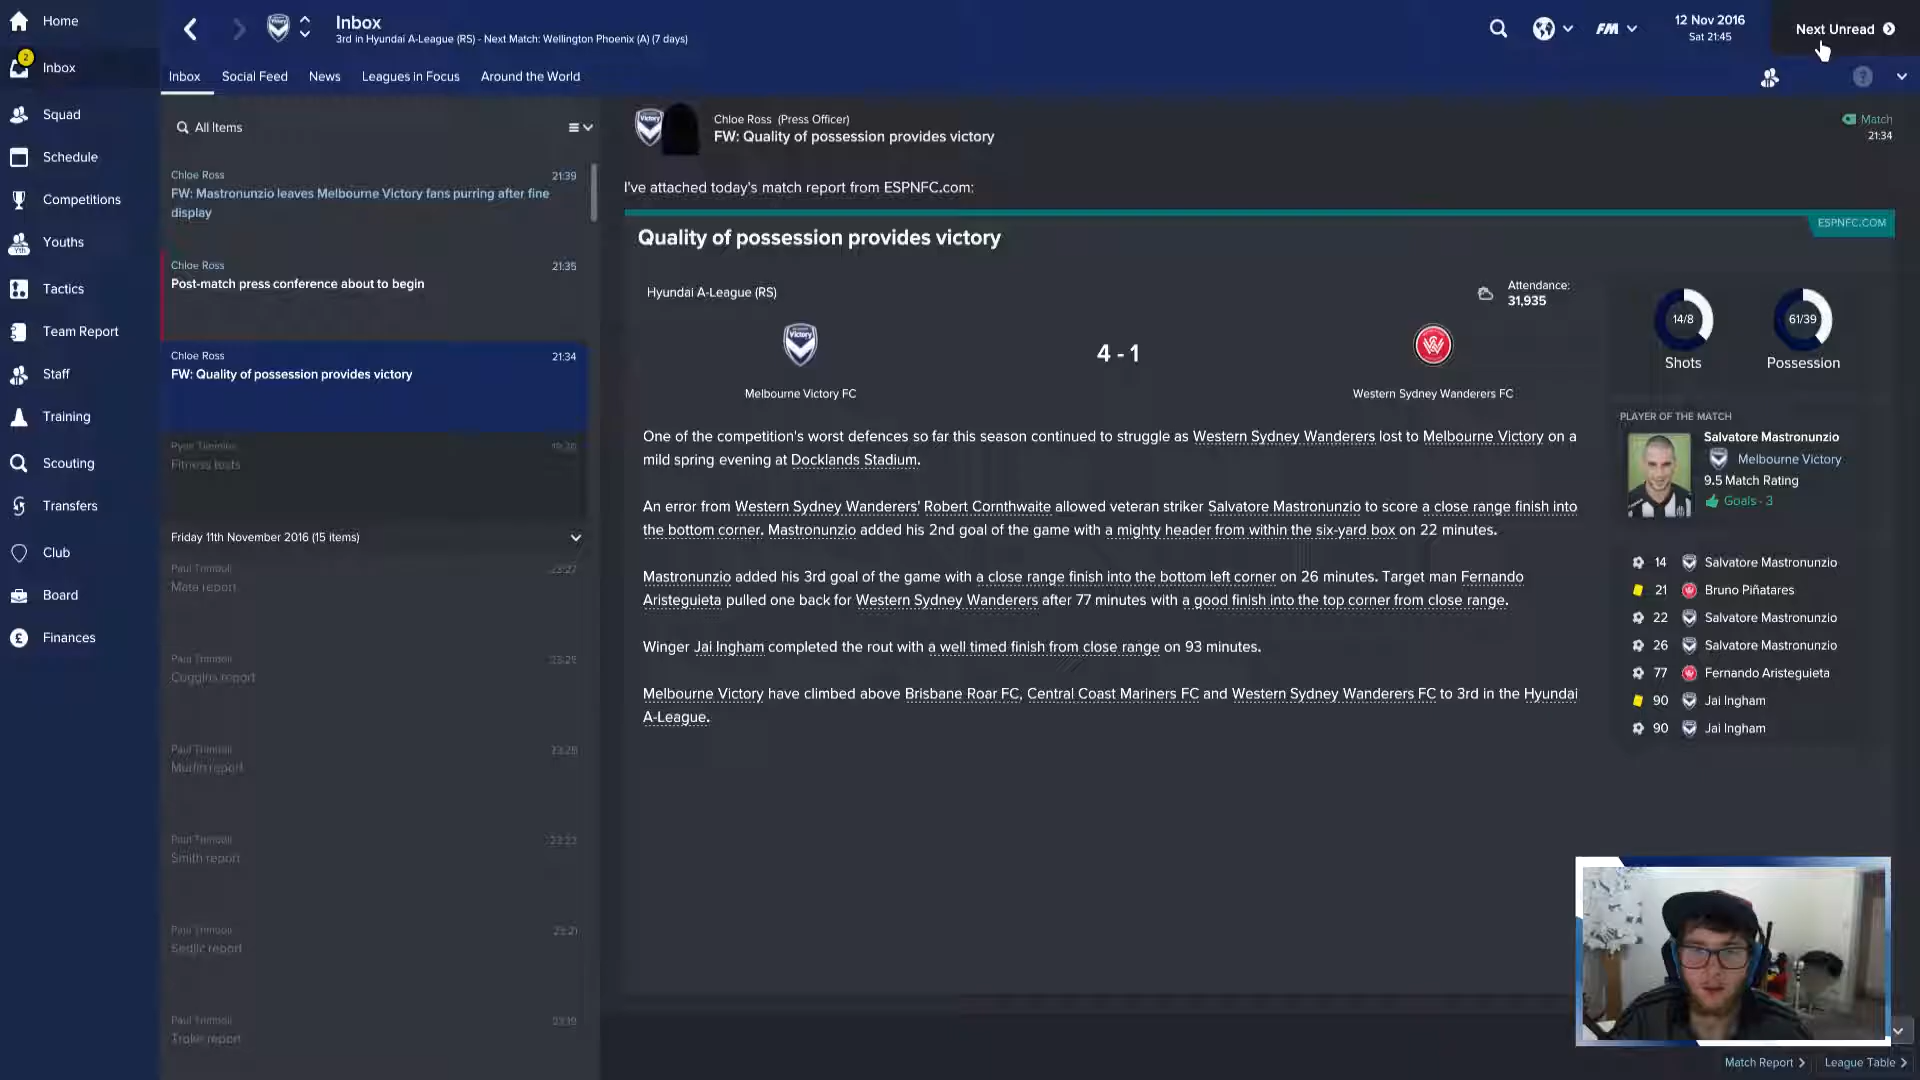 Home
Inbox
3rd in Hyundai A-League (RS) - Next Match: Wellington Phoenix (A) (7 days)
FM
12 Nov 2016
Sat 21:45
Next Unread
2
Inbox
Squad
Schedule
Competitions
Youths
Tactics
Team Report
Staff
Training
Scouting
Transfers
Club
Board
Finances
Inbox
Social Feed
News
Leagues in Focus
Around the World
All Items
Chloe Ross
21:39
FW: Mastronunzio leaves Melbourne Victory fans purring after fine
display
Chloe Ross
21:35
Post-match press conference about to begin
Chloe Ross
21:34
FW: Quality of possession provides victory
Fitness tests
Friday 11th November 2016 (15 items)
Mate report
Coggins report
Murfin report
Smith report
Sedlic report
Chloe Ross (Press Officer)
FW: Quality of possession provides victory
Match
21:34
I've attached today's match report from ESPNFC.com:
ESPNFC.COM
Quality of possession provides victory
Hyundai A-League (RS)
Attendance:
31,935
Victory
4 - 1
Melbourne Victory FC
Western Sydney Wanderers FC
One of the competition's worst defences so far this season continued to struggle as Western Sydney Wanderers lost to Melbourne Victory on a
mild spring evening at Docklands Stadium.
An error from Western Sydney Wanderers' Robert Cornthwaite allowed veteran striker Salvatore Mastronunzio to score a close range finish into
the bottom corner. Mastronunzio added his 2nd goal of the game with a mighty header from within the six-yard box on 22 minutes.
Mastronunzio added his 3rd goal of the game with a close range finish into the bottom left corner on 26 minutes. Target man Fernando
Aristeguieta pulled one back for Western Sydney Wanderers after 77 minutes with a good finish into the top corner from close range.
Winger Jai Ingham completed the rout with a well timed finish from close range on 93 minutes.
Melbourne Victory have climbed above Brisbane Roar FC, Central Coast Mariners FC and Western Sydney Wanderers FC to 3rd in the Hyundai
A-League.
14/8
Shots
61/39
Possession
PLAYER OF THE MATCH
Salvatore Mastronunzio
Melbourne Victory
9.5 Match Rating
Goals - 3
14 Salvatore Mastronunzio
21 Bruno Piñatares
22 Salvatore Mastronunzio
26 Salvatore Mastronunzio
77 Fernando Aristeguieta
90 Jai Ingham
90 Jai Ingham
Match Report
League Table